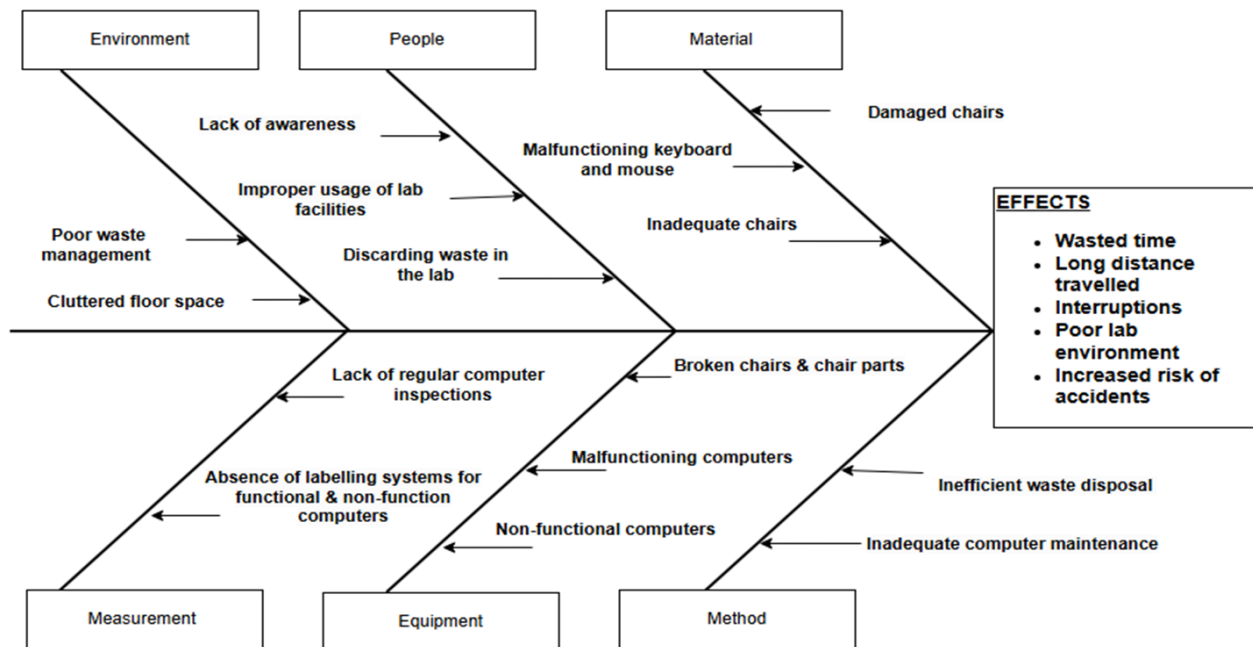 Environment
People
Material
Lack of awareness
Damaged chairs
Malfunctioning keyboard
and mouse
Improper usage of lab
facilities
Inadequate chairs
Poor waste
management
Discarding waste in
the lab
Cluttered floor space
EFFECTS
• Wasted time
• Long distance
travelled
• Interruptions
• Poor lab
environment
• Increased risk of
accidents
Lack of regular computer
inspections
Broken chairs & chair parts
Absence of labelling systems for
functional & non-function
computers
Malfunctioning computers
Non-functional computers
Inefficient waste disposal
Inadequate computer maintenance
Measurement
Equipment
Method